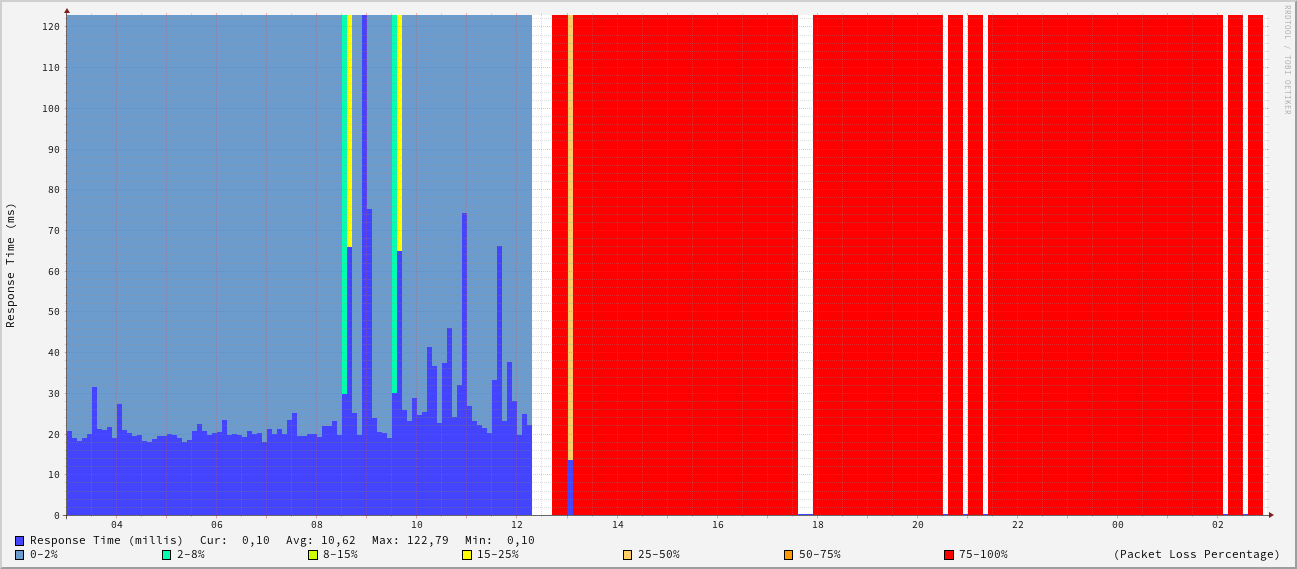 RRDTOOL / TOBI OETIKER
Response Time (ms)
120
110
100
90
80
70
60
50
40
30
20
10
0
04 06 08 10 12 14 16 18 20 22 00 02
Response Time (millis) Cur: 0,10 Avg: 10,62 Max: 122,79 Min: 0,10
0-2% 2-8% 8-15% 15-25% 25-50% 50-75% 75-100% (Packet Loss Percentage)